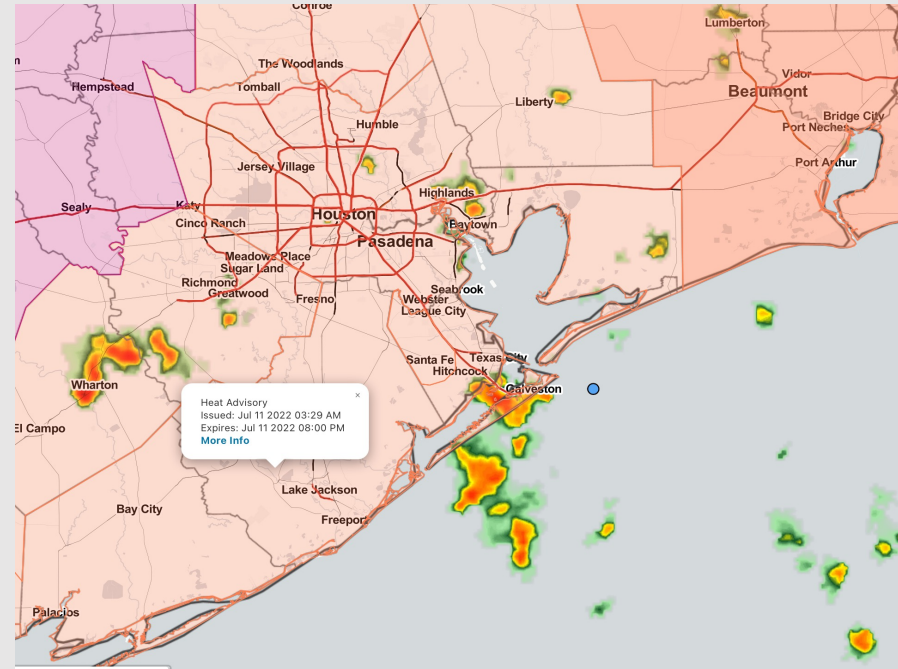 Conroe
Lumberton
The Woodlands
Vidor
Hempstead
Tomball
Beaumont
Liberty
Bridge City
Humble
Port Neches
Jersey Village
Port Arthur
Highlands
Sealy
Katy
Houston
Cinco Ranch
Baytown
Pasadena
Meadows Place
Sugar Land
Richmond
Greatwood
Seabrook
Fresno
Webster
League City
Santa Fe
Texas City
Hitchcock
Wharton
Galveston
×
Heat Advisory
Issued: Jul 11 2022 03:29 AM
Expires: Jul 11 2022 08:00 PM
More Info
El Campo
Lake Jackson
Bay City
Freeport
Palacios